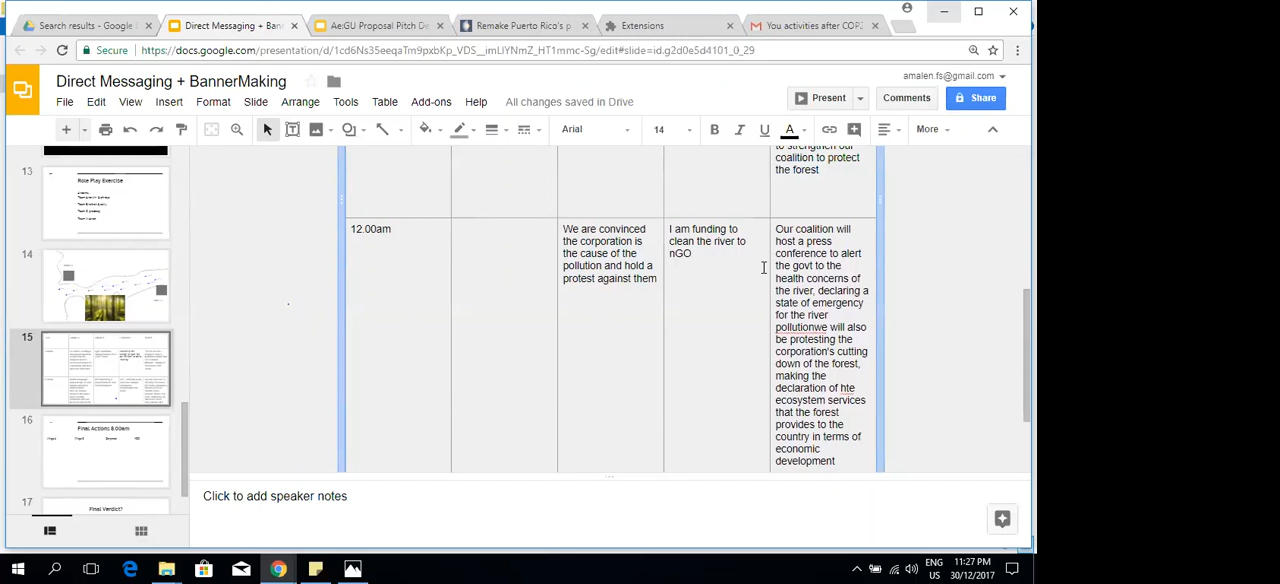 Search results - Google
Direct Messaging + Ban
Ae:GU Proposal Pitch De
Remake Puerto Rico's p
Extensions
You activities after COP2
Secure
https://docs.google.com/presentation/d/1cd6Ns35eeqaTm9pxbKp_VDS__imLlYNmZ_HT1mmc-Sg/edit#slide=id.g2d0e5d4101_0_29
Direct Messaging + BannerMaking
amalen.fs@gmail.com
File Edit View Insert Format Slide Arrange Tools Table Add-ons Help All changes saved in Drive
Present
Comments
Share
Arial
14
B I U A
More
13
Role Play Exercise
14
15
16
Final Actions 8.00am
17
Final Verdict?
to strengthen our
coalition to protect
the forest
12.00am
We are convinced
the corporation is
the cause of the
pollution and hold a
protest against them
I am funding to
clean the river to
nGO
Our coalition will
host a press
conference to alert
the govt to the
health concerns of
the river, declaring a
state of emergency
for the river
pollutionwe will also
be protesting the
corporation's cutting
down of the forest,
making the
declaration of hte
ecosystem services
that the forest
provides to the
country in terms of
economic
development
Click to add speaker notes
ENG
US
11:27 PM
30/12/2017